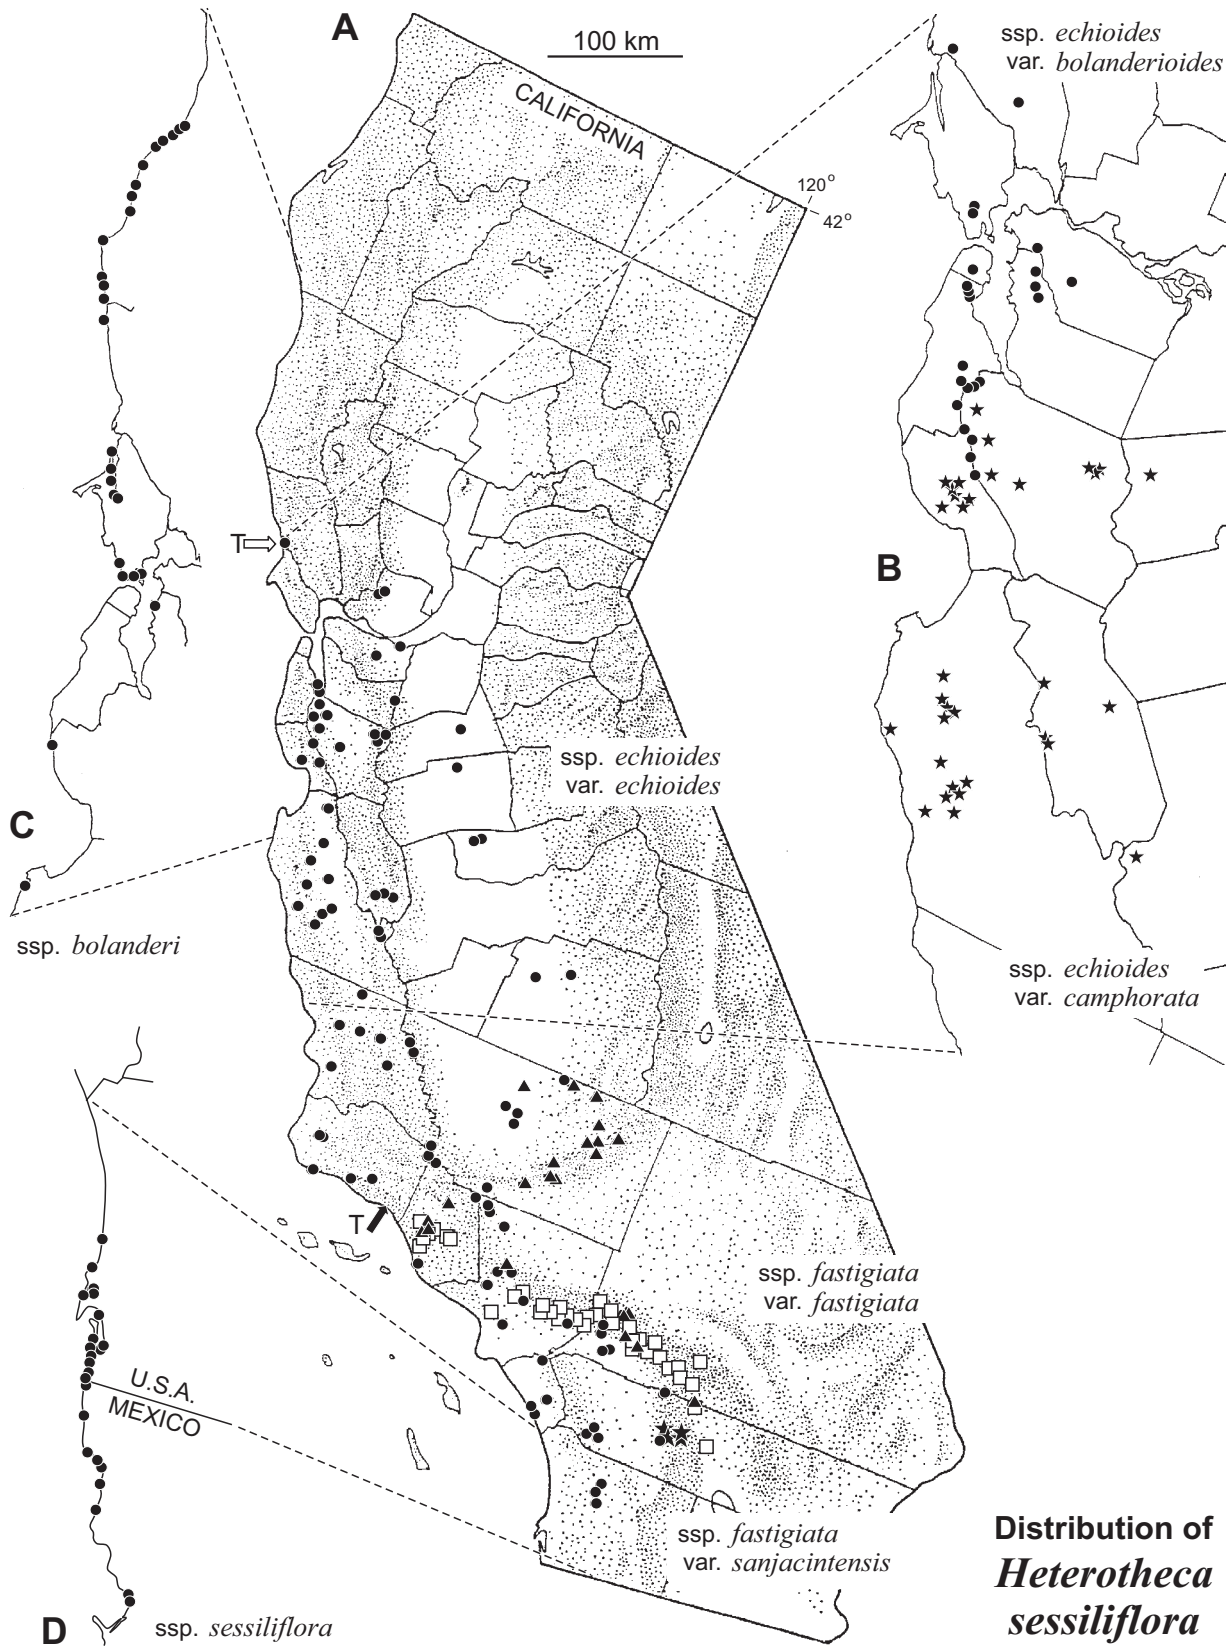 A
100 km
CALIFORNIA
120°
42°
ssp. echioides
var. bolanderioides
T
ssp. echioides
var. echioides
B
C
ssp. bolanderi
ssp. echioides
var. camphorata
T
ssp. fastigiata
var. fastigiata
U.S.A.
MEXICO
ssp. fastigiata
var. sanjacintensis
D
ssp. sessiliflora
Distribution of
Heterotheca
sessiliflora